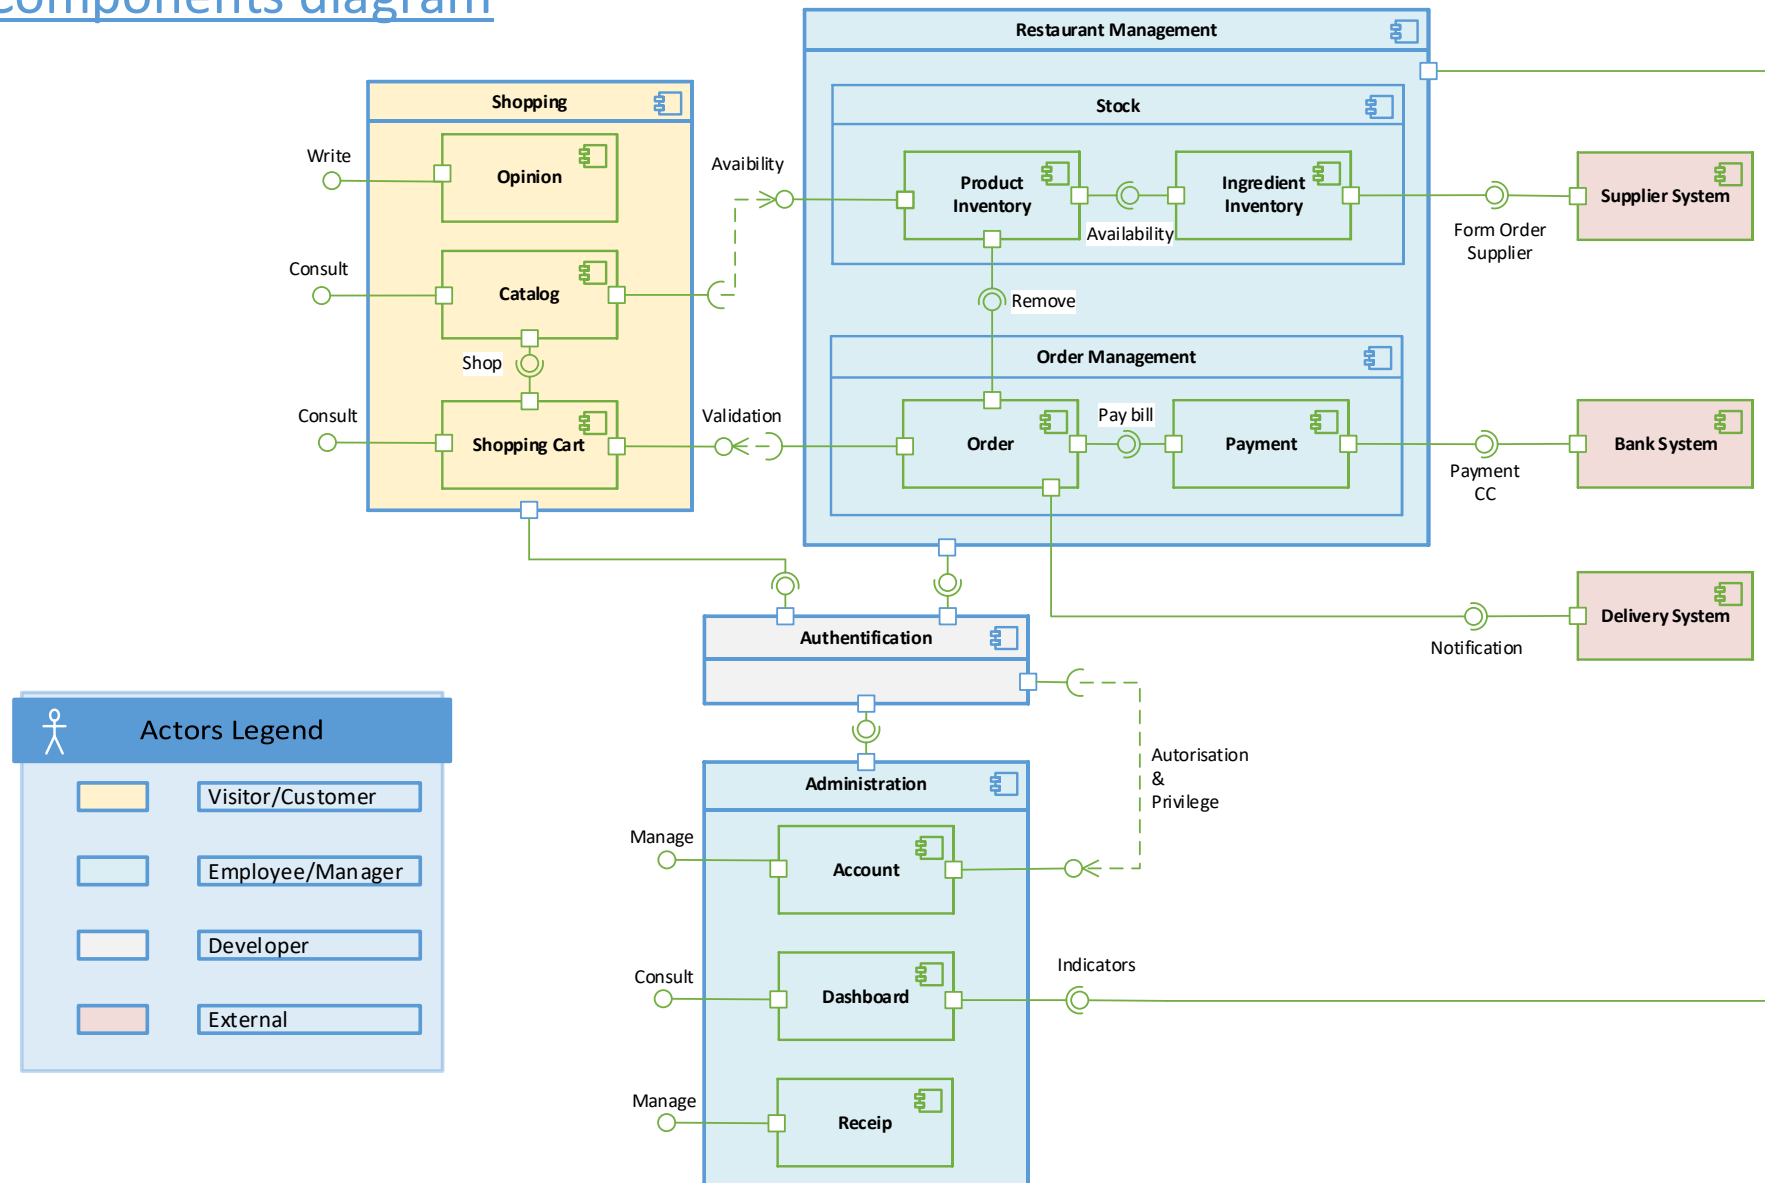 Components diagram
Restaurant Management
Shopping
Stock
Write
Opinion
Avaibility
Product
Inventory
Ingredient
Inventory
Supplier System
Availability
Form Order
Supplier
Consult
Catalog
Remove
Shop
Order Management
Consult
Shopping Cart
Validation
Order
Pay bill
Payment
Bank System
Payment
CC
Authentification
Delivery System
Notification
Actors Legend
Visitor/Customer
Employee/Manager
Developer
External
Autorisation
&
Privilege
Administration
Manage
Account
Consult
Dashboard
Indicators
Manage
Receip